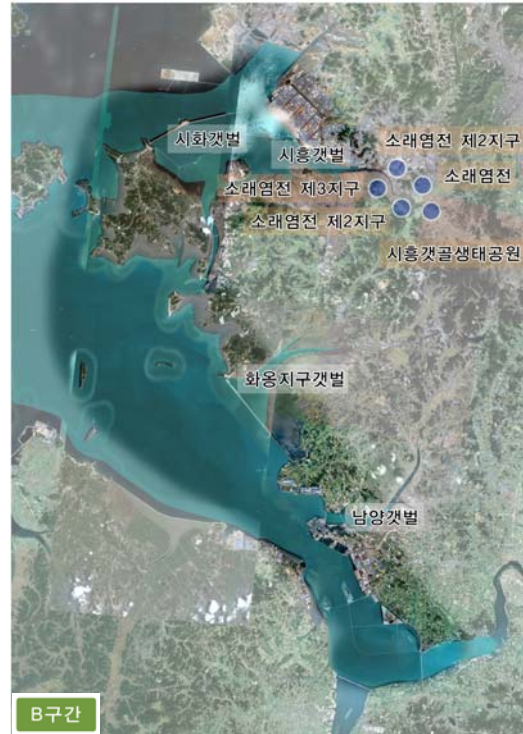 시화갯벌
시흥갯벌
소래염전 제2지구
소래염전
소래염전 제3지구
소래염전 제2지구
시흥갯골생태공원
화옹지구갯벌
남양갯벌
B구간